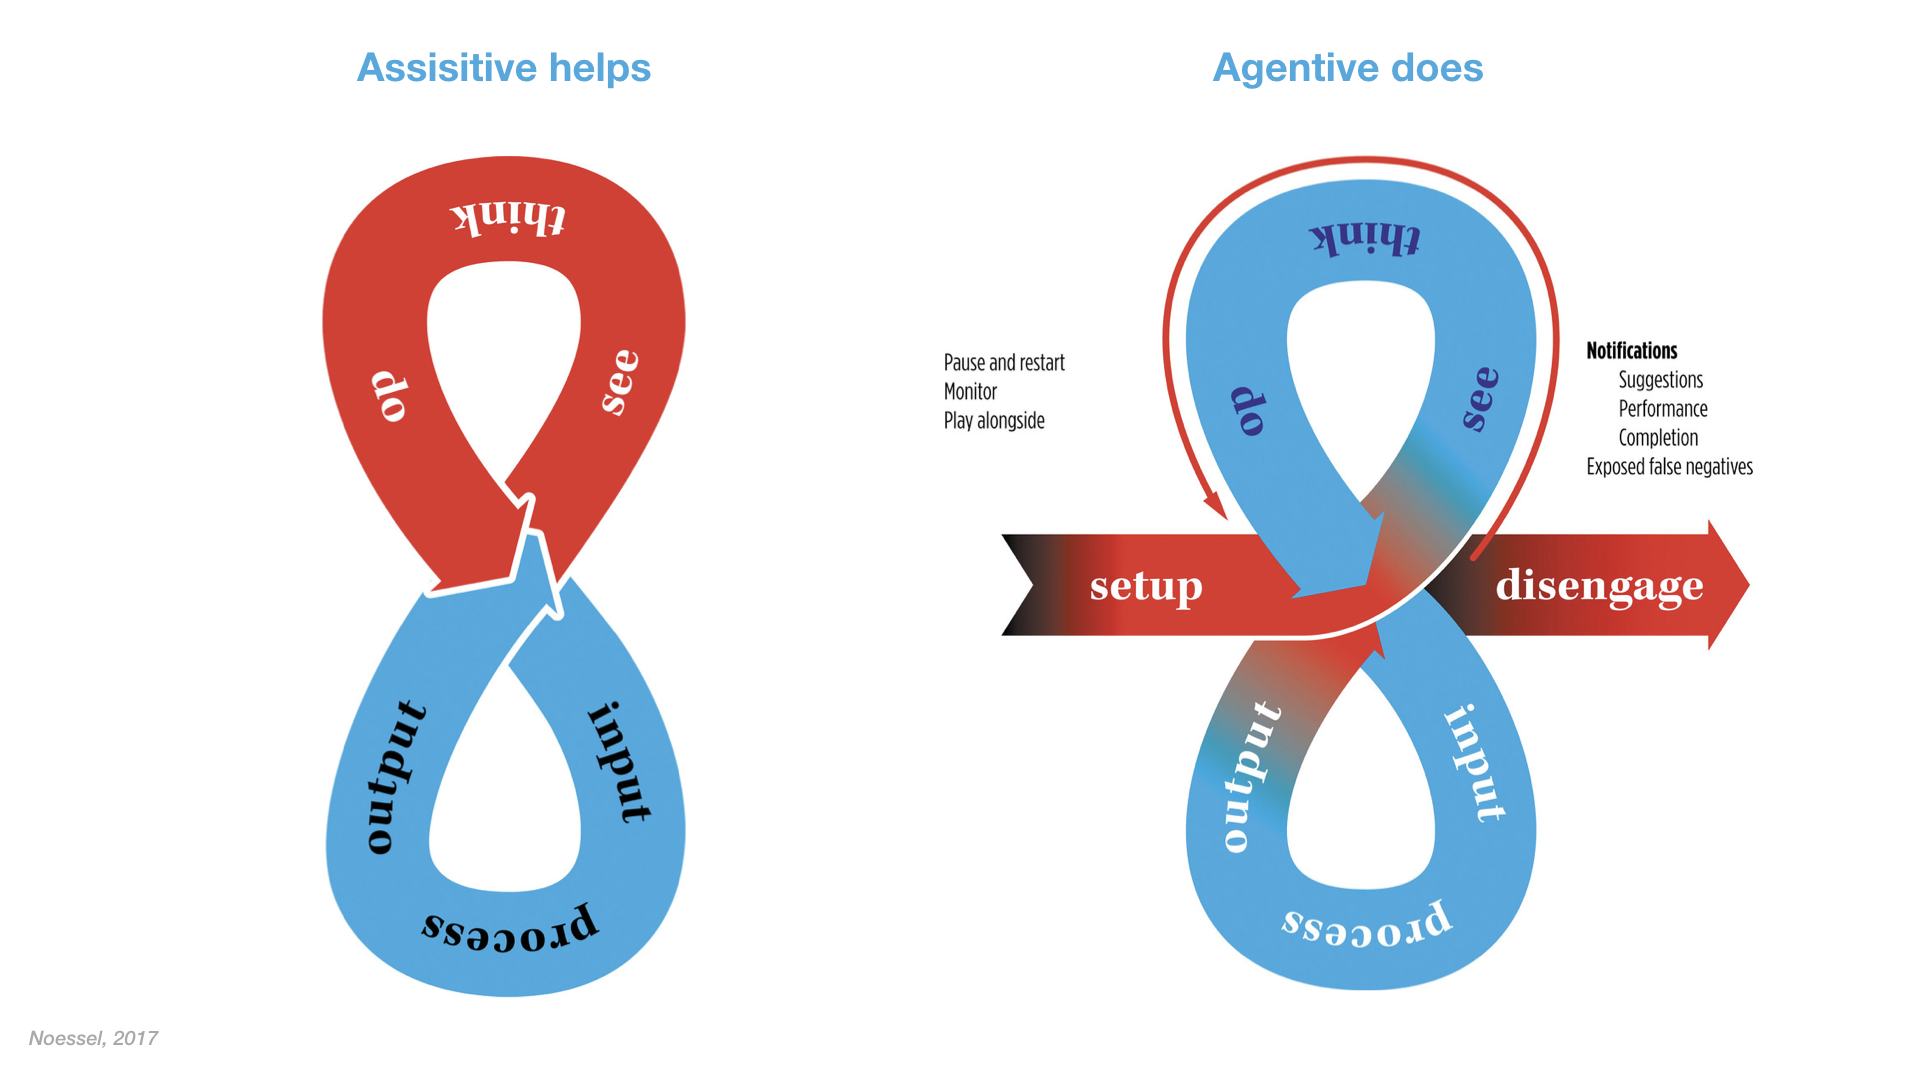 Assisitive helps
think
do
see
output
input
process
Agentive does
think
do
see
Pause and restart
Monitor
Play alongside
Notifications
Suggestions
Performance
Completion
Exposed false negatives
setup
disengage
output
input
process
Noessel, 2017